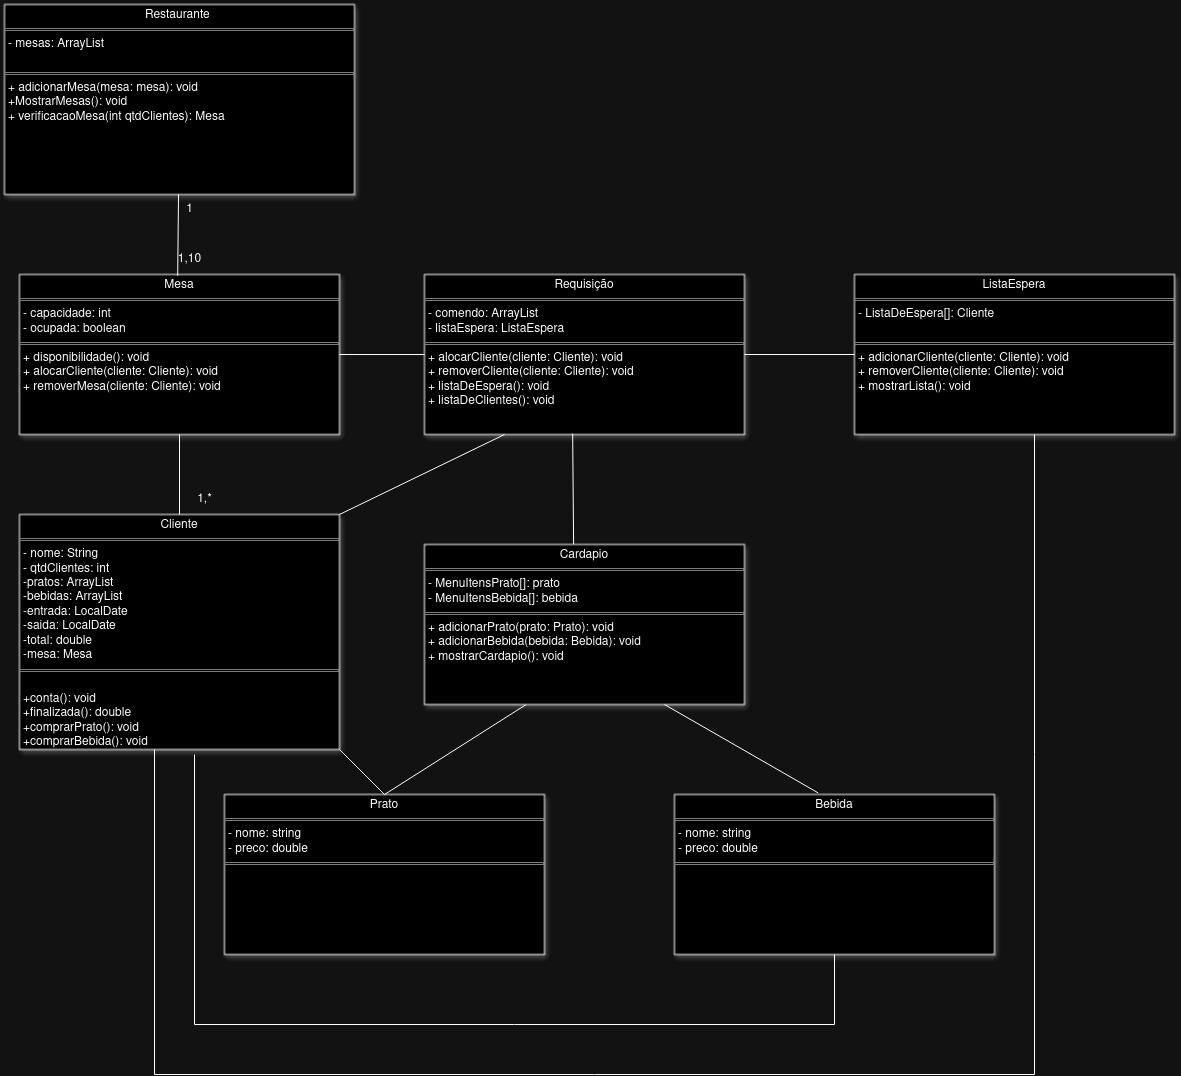 Restaurante
- mesas: ArrayList
+ adicionarMesa(mesa: mesa): void
+MostrarMesas(): void
+ verificacaoMesa(int qtdClientes): Mesa
1
1,10
Mesa
- capacidade: int
- ocupada: boolean
+ disponibilidade(): void
+ alocarCliente(cliente: Cliente): void
+ removerMesa(cliente: Cliente): void
Requisição
- comendo: ArrayList
- listaEspera: ListaEspera
+ alocarCliente(cliente: Cliente): void
+ removerCliente(cliente: Cliente): void
+ listaDeEspera(): void
+ listaDeClientes(): void
ListaEspera
- ListaDeEspera[]: Cliente
+ adicionarCliente(cliente: Cliente): void
+ removerCliente(cliente: Cliente): void
+ mostrarLista(): void
1,*
Cliente
- nome: String
- qtdClientes: int
-pratos: ArrayList
-bebidas: ArrayList
-entrada: LocalDate
-saida: LocalDate
-total: double
-mesa: Mesa
+conta(): void
+finalizada(): double
+comprarPrato(): void
+comprarBebida(): void
Cardapio
- MenuItensPrato[]: prato
- MenuItensBebida[]: bebida
+ adicionarPrato(prato: Prato): void
+ adicionarBebida(bebida: Bebida): void
+ mostrarCardapio(): void
Prato
- nome: string
- preco: double
Bebida
- nome: string
- preco: double